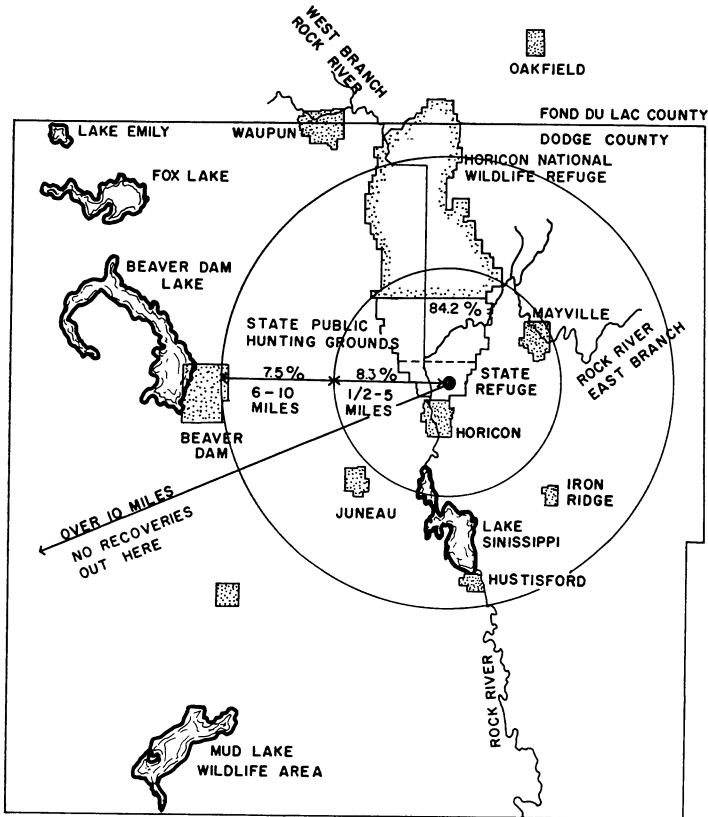 WEST BRANCH
ROCK RIVER
OAKFIELD
FOND DU LAC COUNTY
LAKE EMILY
WAUPUN
DODGE COUNTY
HORICON NATIONAL
WILDLIFE REFUGE
FOX LAKE
BEAVER DAM
LAKE
84.2 %
MAYVILLE
STATE PUBLIC
HUNTING GROUNDS
ROCK RIVER
EAST BRANCH
7.5%
8.3%
STATE
REFUGE
6-10
MILES
1/2-5
MILES
BEAVER
DAM
HORICON
OVER 10 MILES
NO RECOVERIES
OUT HERE
JUNEAU
IRON
RIDGE
LAKE
SINISSIPPI
HUSTISFORD
ROCK RIVER
MUD LAKE
WILDLIFE AREA